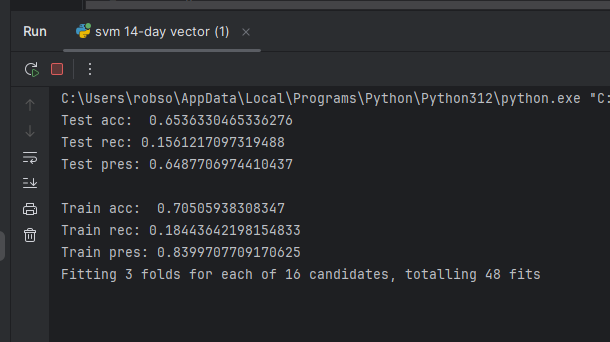 Run
svm 14-day vector (1)
C:\Users\robso\AppData\Local\Programs\Python\Python312\python.exe "C:
Test acc:  0.6536330465336276
Test rec: 0.1561217097319488
Test pres: 0.6487706974410437
Train acc:  0.70505938308347
Train rec: 0.18443642198154833
Train pres: 0.8399707709170625
Fitting 3 folds for each of 16 candidates, totalling 48 fits